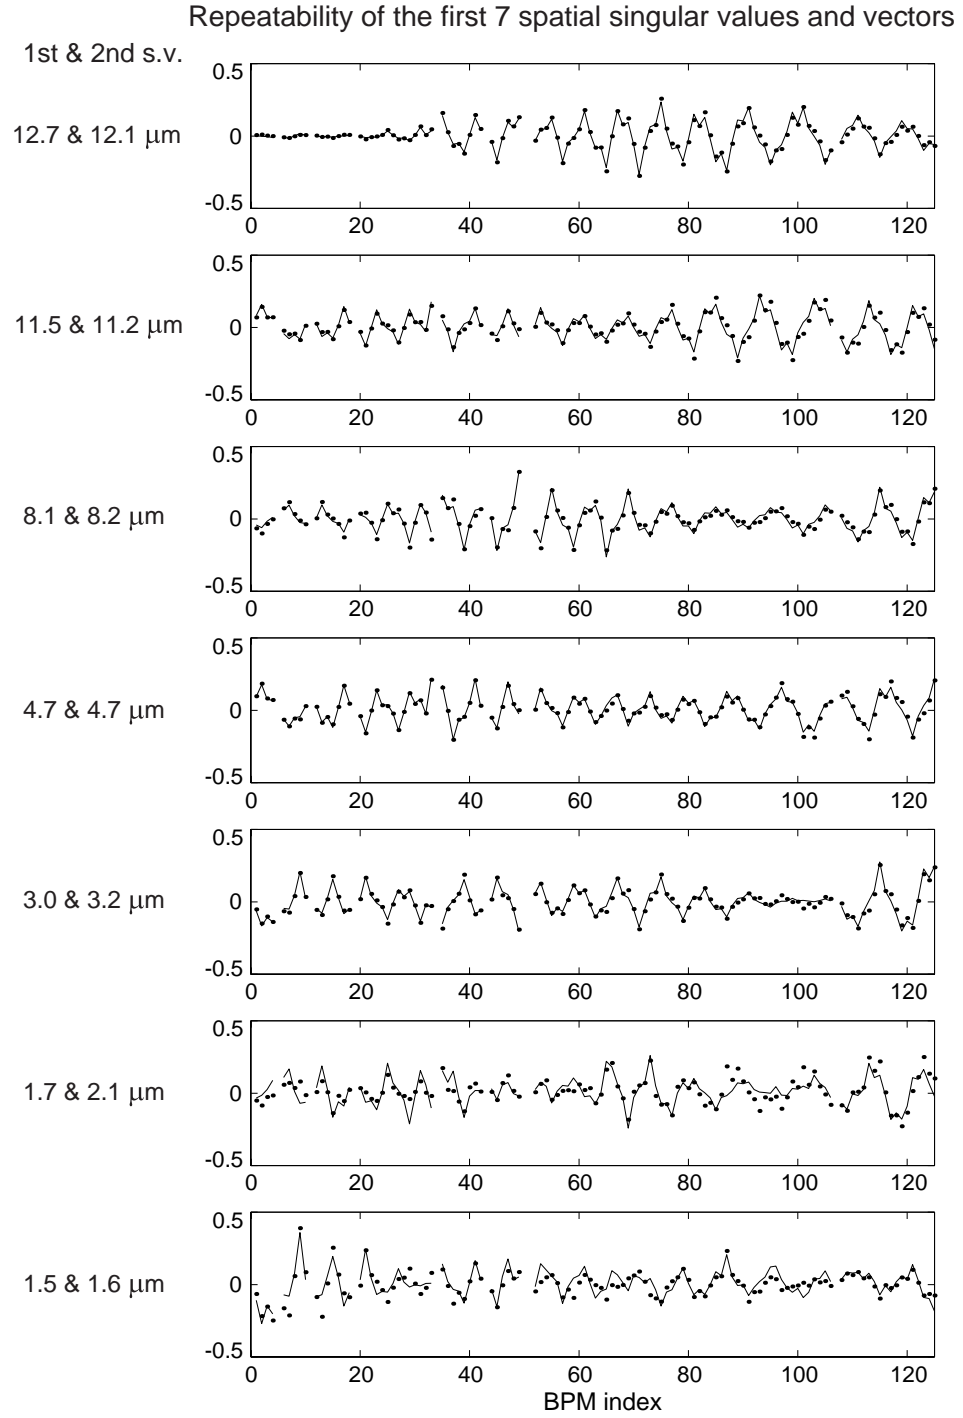 Repeatability of the first 7 spatial singular values and vectors
1st & 2nd s.v.
12.7 & 12.1 μm
0.5
0
-0.5
0 20 40 60 80 100 120
11.5 & 11.2 μm
0.5
0
-0.5
0 20 40 60 80 100 120
8.1 & 8.2 μm
0.5
0
-0.5
0 20 40 60 80 100 120
4.7 & 4.7 μm
0.5
0
-0.5
0 20 40 60 80 100 120
3.0 & 3.2 μm
0.5
0
-0.5
0 20 40 60 80 100 120
1.7 & 2.1 μm
0.5
0
-0.5
0 20 40 60 80 100 120
1.5 & 1.6 μm
0.5
0
-0.5
0 20 40 60 80 100 120
BPM index